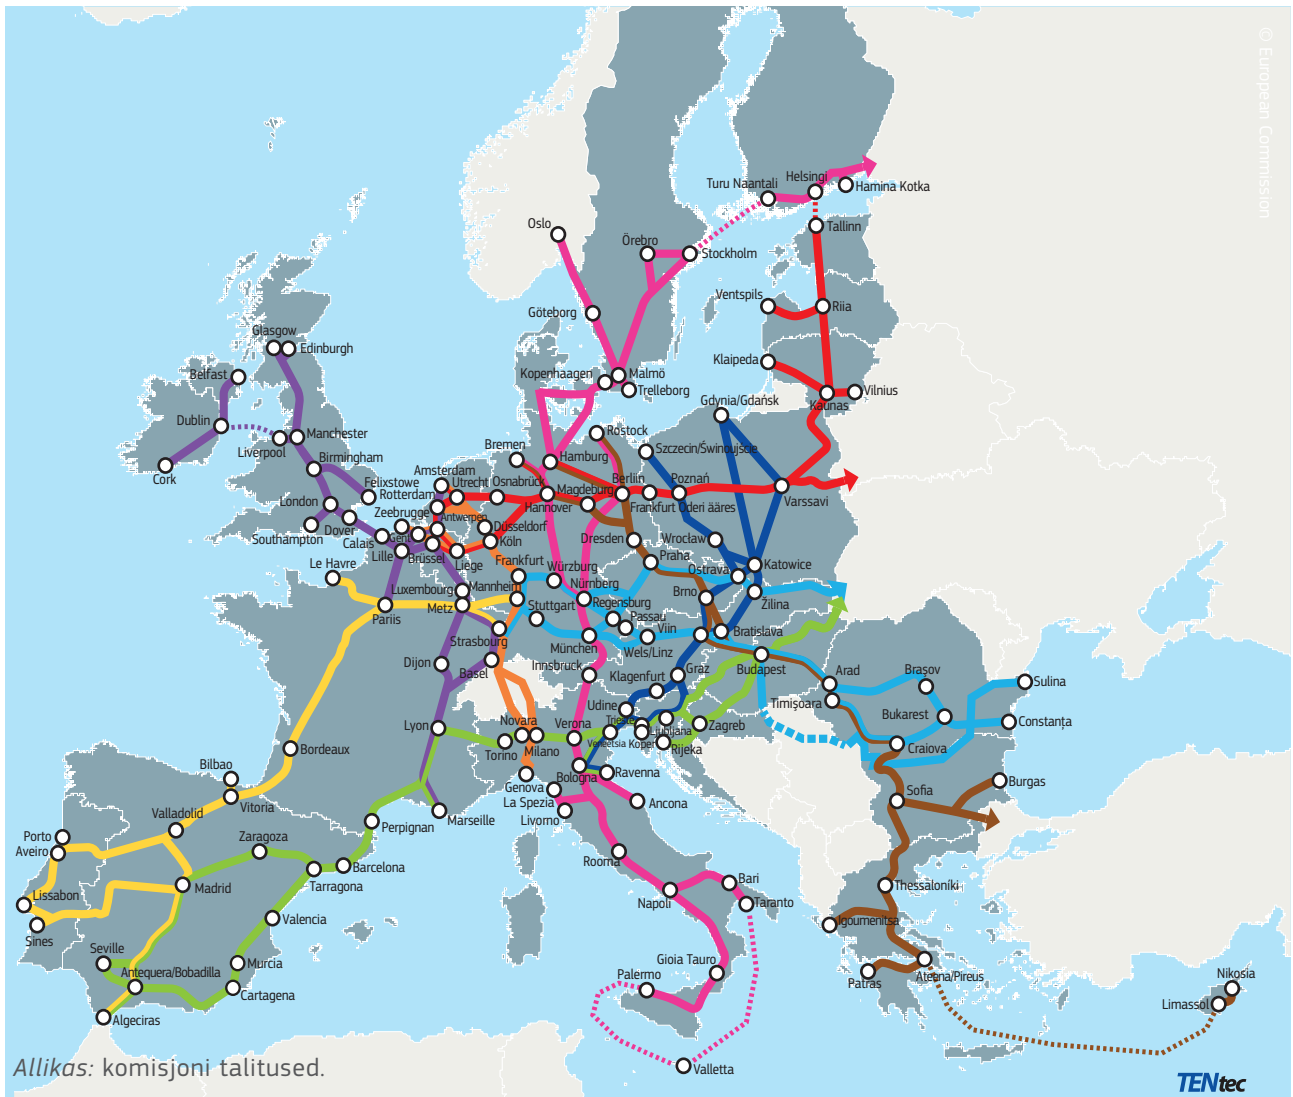 © European Commission
Helsingi
Turu Naantali
Hamina Kotka
Oslo
Tallinn
Örebro
Stockholm
Ventspils
Riia
Göteborg
Glasgow
Edinburgh
Klaipeda
Belfast
Kopenhaagen
Malmö
Trelleborg
Vilnius
Kaunas
Gdynia/Gdańsk
Dublin
Manchester
Liverpool
Rostock
Bremen
Szczecin/Świnoujście
Birmingham
Hamburg
Cork
Amsterdam
Felixstowe
Utrecht
Osnabrück
Berliin
Poznań
Rotterdam
Magdeburg
London
Hannover
Frankfurt Oderi ääres
Varssavi
Zeebrugge
Antwerpen
Düsseldorf
Dover
Southampton
Gent
Köln
Dresden
Wrocław
Calais
Lille
Brüssel
Liege
Praha
Le Havre
Frankfurt
Würzburg
Ostrava
Katowice
Luxembourg
Mannheim
Nürnberg
Brno
Žilina
Metz
Stuttgart
Regensburg
Pariis
Passau
Viin
Bratislava
Strasbourg
München
Wels/Linz
Dijon
Basel
Innsbruck
Graz
Budapest
Arad
Braşov
Sulina
Klagenfurt
Timişoara
Udine
Bukarest
Constanţa
Lyon
Novara
Verona
Trieste
Ljubljana
Zagreb
Torino
Milano
Veneetsia
Koper
Rijeka
Craiova
Bordeaux
Bilbao
Genova
Bologna
Ravenna
Burgas
Vitoria
La Spezia
Ancona
Sofia
Valladolid
Marseille
Livorno
Porto
Zaragoza
Perpignan
Aveiro
Rooma
Barcelona
Madrid
Tarragona
Bari
Thessaloníki
Lissabon
Napoli
Taranto
Valencia
Igoumenitsa
Sines
Seville
Murcia
Gioia Tauro
Antequera/Bobadilla
Palermo
Patras
Ateena/Pireus
Nikosia
Cartagena
Limassol
Algeciras
Valletta
Allikas: komisjoni talitused.
TENtec